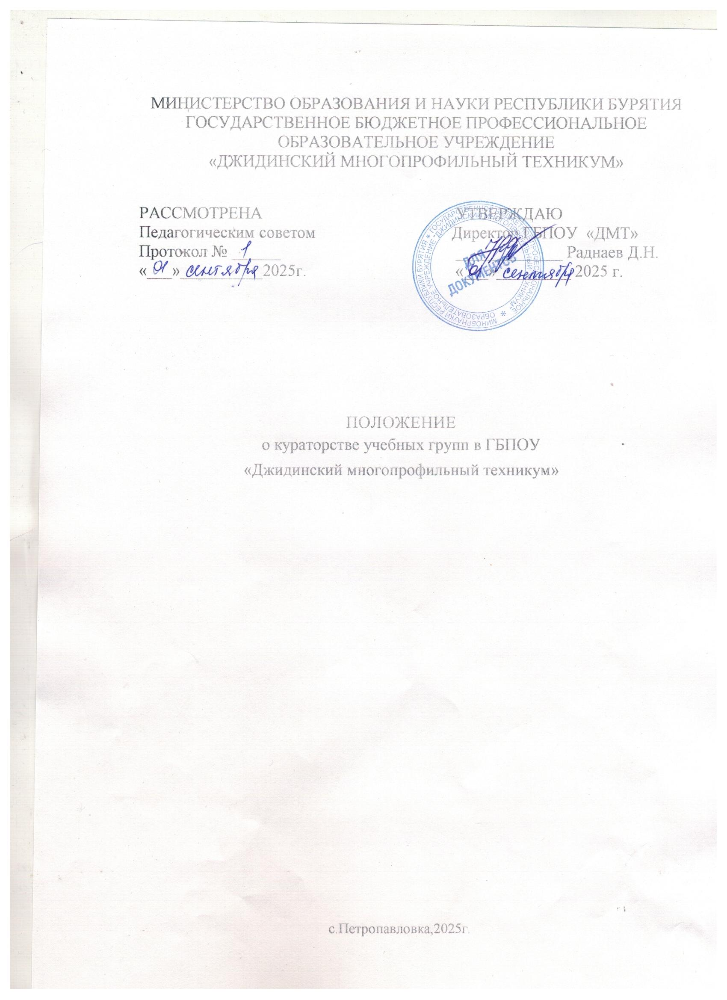 МИНИСТЕРСТВО ОБРАЗОВАНИЯ И НАУКИ РЕСПУБЛИКИ БУРЯТИЯ
ГОСУДАРСТВЕННОЕ БЮДЖЕТНОЕ ПРОФЕССИОНАЛЬНОЕ
ОБРАЗОВАТЕЛЬНОЕ УЧРЕЖДЕНИЕ
«ДЖИДИНСКИЙ МНОГОПРОФИЛЬНЫЙ ТЕХНИКУМ»
РАССМОТРЕНА
Педагогическим советом
Протокол № 1
«01» сентября 2025г.
УТВЕРЖДАЮ
Директор ГБПОУ «ДМТ»
Раднаев Д.Н.
«01» сентября 2025 г.
МИНОБРНАУКИ РЕСПУБЛИКИ БУРЯТИЯ * ГОСУДАРСТВЕННОЕ БЮДЖЕТНОЕ ПРОФЕССИОНАЛЬНОЕ *
ОБРАЗОВАТЕЛЬНОЕ УЧРЕЖДЕНИЕ "ДЖИДИНСКИЙ МНОГОПРОФИЛЬНЫЙ ТЕХНИКУМ"
ДЛЯ
ДОКУМЕНТОВ
ПОЛОЖЕНИЕ
о кураторстве учебных групп в ГБПОУ
«Джидинский многопрофильный техникум»
с.Петропавловка,2025г.